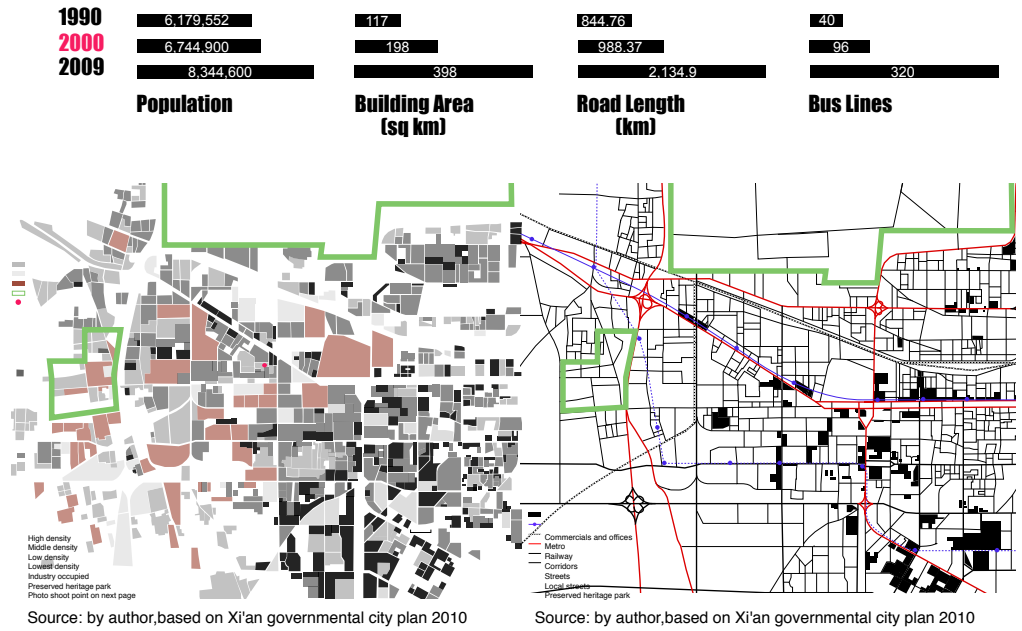 1990 6,179,552 117 844.76 40
2000 6,744,900 198 988.37 96
2009 8,344,600 398 2,134.9 320
Population
Building Area
(sq km)
Road Length
(km)
Bus Lines
High density
Middle density
Low density
Lowest density
Industry occupied
Preserved heritage park
Photo shoot point on next page
Commercials and offices
Metro
Railway
Corridors
Streets
Local streets
Preserved heritage park
Source: by author,based on Xi'an governmental city plan 2010
Source: by author,based on Xi'an governmental city plan 2010